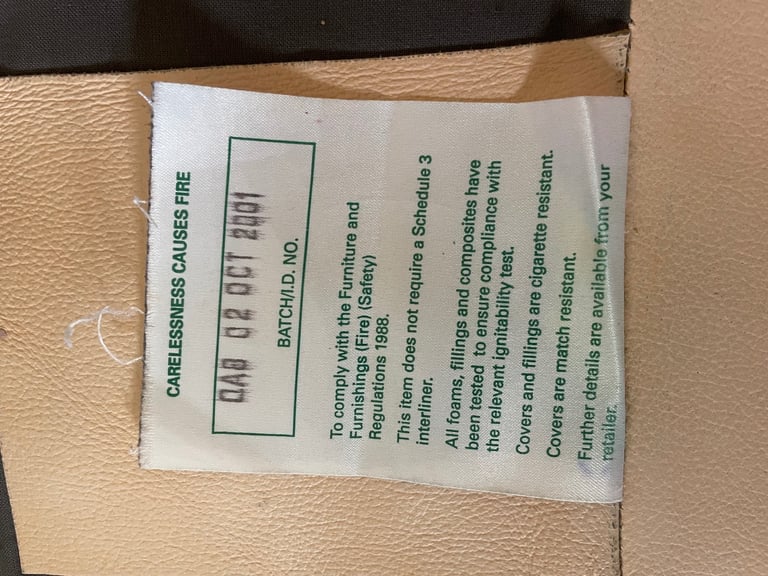 CARELESSNESS CAUSES FIRE
02 OCT 2001
BATCH/I.D. NO.
To comply with the Furniture and
Furnishings (Fire) (Safety)
Regulations 1988.
This item does not require a Schedule 3
interliner.
All foams, fillings and composites have
been tested to ensure compliance with
the relevant ignitability test.
Covers and fillings are cigarette resistant.
Covers are match resistant.
Further details are available from your
retailer.